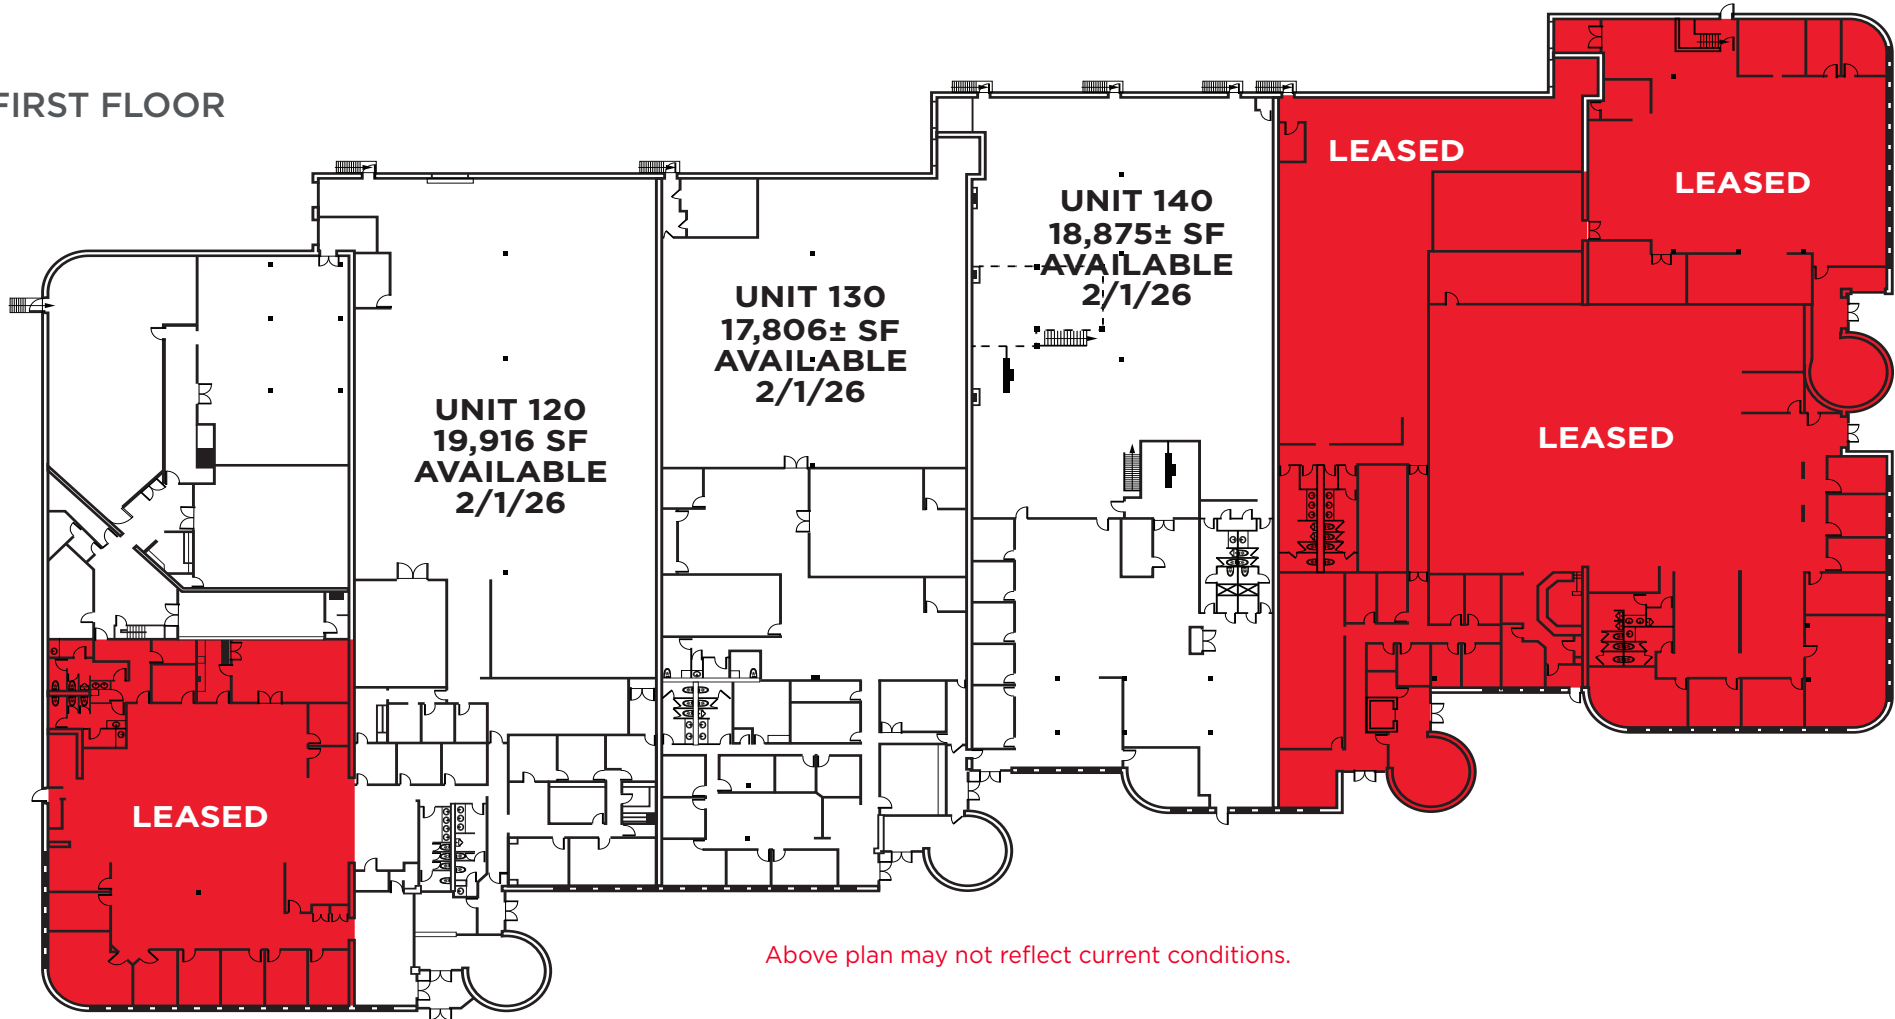 FIRST FLOOR
LEASED
LEASED
UNIT 140
18,875± SF
AVAILABLE
2/1/26
UNIT 130
17,806± SF
AVAILABLE
2/1/26
UNIT 120
19,916 SF
AVAILABLE
2/1/26
LEASED
LEASED
Above plan may not reflect current conditions.